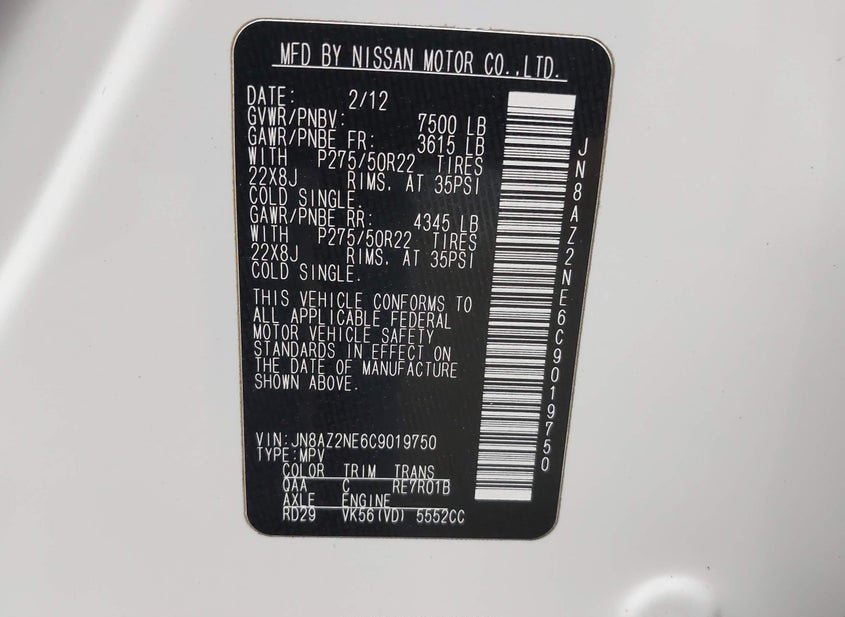 MFD BY NISSAN MOTOR CO.,LTD.
DATE: 2/12
GVWR/PNBV: 7500 LB
GAWR/PNBE FR: 3615 LB
WITH P275/50R22 TIRES
22X8J RIMS. AT 35PSI
COLD SINGLE.
GAWR/PNBE RR: 4345 LB
WITH P275/50R22 TIRES
22X8J RIMS. AT 35PSI
COLD SINGLE.
THIS VEHICLE CONFORMS TO
ALL APPLICABLE FEDERAL
MOTOR VEHICLE SAFETY
STANDARDS IN EFFECT ON
THE DATE OF MANUFACTURE
SHOWN ABOVE.
VIN:JN8AZ2NE6C9019750
TYPE:MPV
COLOR TRIM TRANS
QAA C RE7R01B
AXLE ENGINE
RD29 VK56(VD) 5552CC
JN8AZ2NE6C9019750